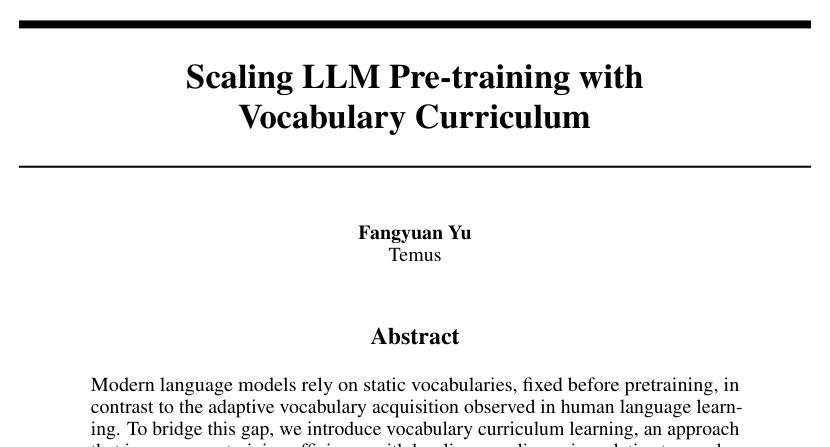 Scaling LLM Pre-training with
Vocabulary Curriculum
Fangyuan Yu
Temus
Abstract
Modern language models rely on static vocabularies, fixed before pretraining, in
contrast to the adaptive vocabulary acquisition observed in human language learn-
ing. To bridge this gap, we introduce vocabulary curriculum learning, an approach